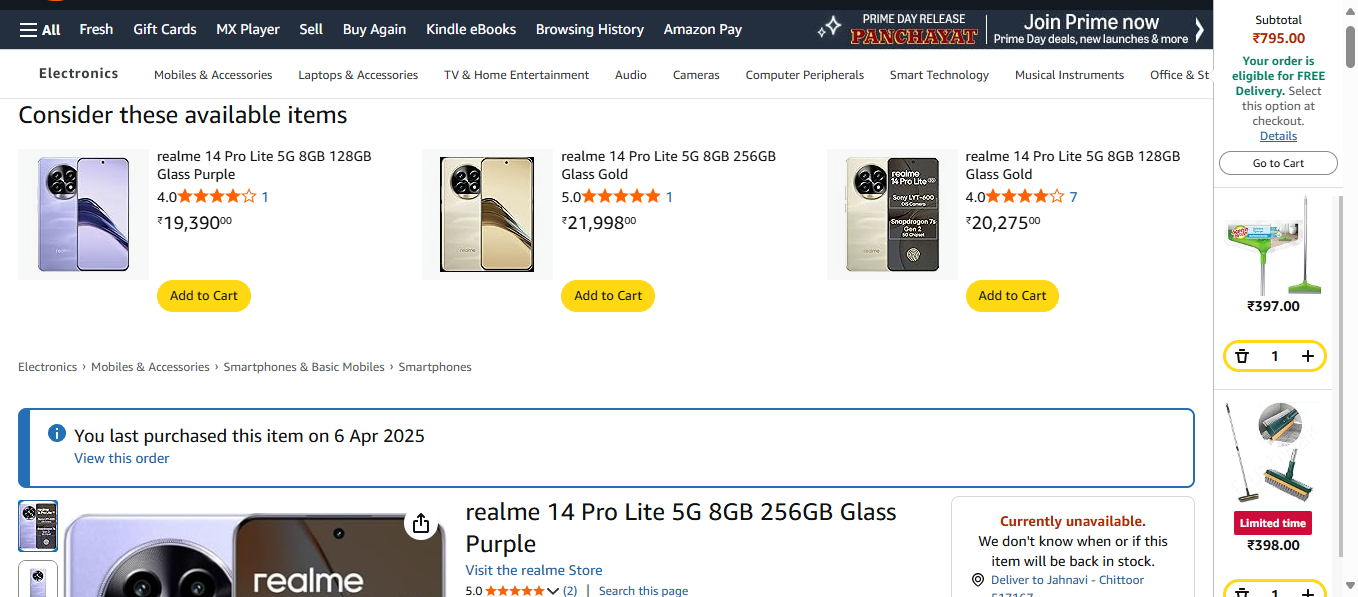 All
Fresh
Gift Cards
MX Player
Sell
Buy Again
Kindle eBooks
Browsing History
Amazon Pay
PRIME DAY RELEASE
PANCHAYAT
Join Prime now
Prime Day deals, new launches & more
Electronics
Mobiles & Accessories
Laptops & Accessories
TV & Home Entertainment
Audio
Cameras
Computer Peripherals
Smart Technology
Musical Instruments
Office & St
Consider these available items
realme 14 Pro Lite 5G 8GB 128GB
Glass Purple
4.0 1
₹19,39000
Add to Cart
realme 14 Pro Lite 5G 8GB 256GB
Glass Gold
5.0 1
₹21,99800
Add to Cart
realme
14 Pro Lite 5G
Sony LYT-600
OIS Camera
Snapdragon 7s
Gen 2
5G Chipset
realme 14 Pro Lite 5G 8GB 128GB
Glass Gold
4.0 7
₹20,27500
Add to Cart
Electronics › Mobiles & Accessories › Smartphones & Basic Mobiles › Smartphones
You last purchased this item on 6 Apr 2025
View this order
realme
realme 14 Pro Lite 5G 8GB 256GB Glass
Purple
Visit the realme Store
5.0 (2) | Search this page
Currently unavailable.
We don't know when or if this
item will be back in stock.
Deliver to Jahnavi - Chittoor
517167
Subtotal
₹795.00
Your order is
eligible for FREE
Delivery. Select
this option at
checkout.
Details
Go to Cart
₹397.00
1
Limited time
₹398.00
1